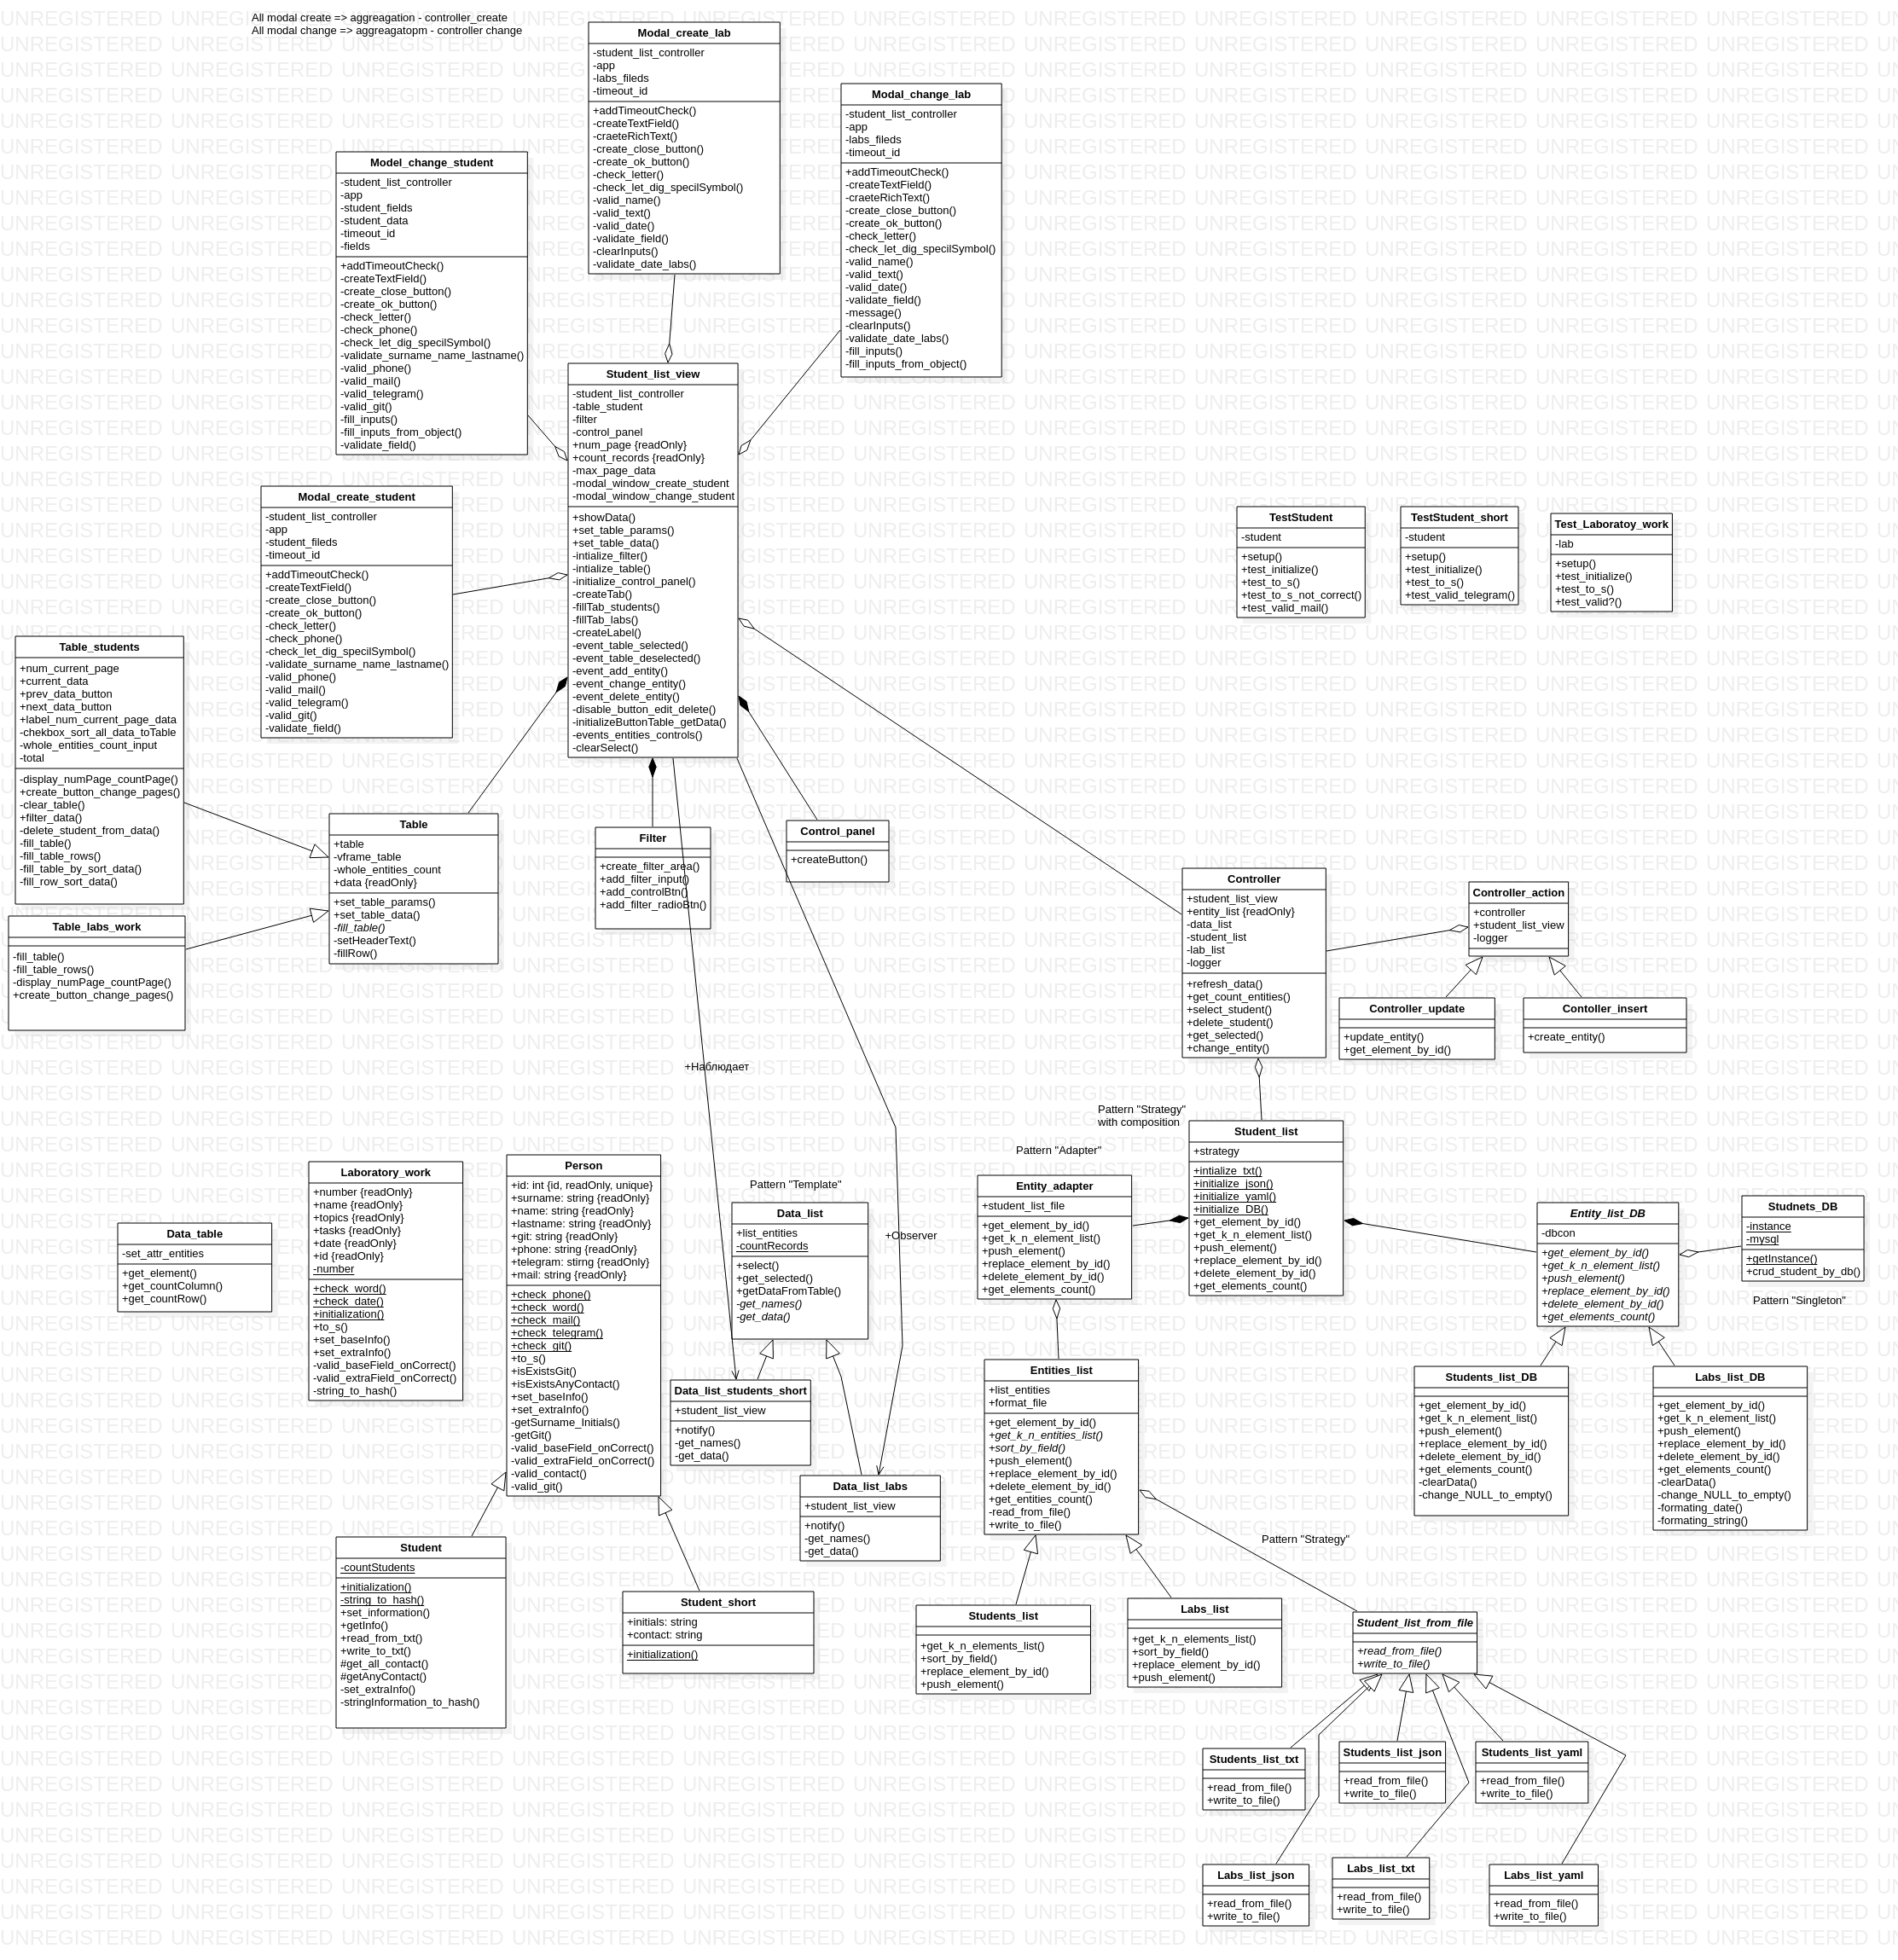 All modal create => aggreagation - controller_create
All modal change => aggreagatopm - controller change
Modal_create_lab
-student_list_controller
-app
-labs_fileds
-timeout_id
+addTimeoutCheck()
-createTextField()
-craeteRichText()
-create_close_button()
-create_ok_button()
-check_letter()
-check_let_dig_specilSymbol()
-valid_name()
-valid_text()
-valid_date()
-validate_field()
-clearInputs()
-validate_date_labs()
Modal_change_lab
-student_list_controller
-app
-labs_fileds
-timeout_id
+addTimeoutCheck()
-createTextField()
-craeteRichText()
-create_close_button()
-create_ok_button()
-check_letter()
-check_let_dig_specilSymbol()
-valid_name()
-valid_text()
-valid_date()
-validate_field()
-message()
-clearInputs()
-validate_date_labs()
-fill_inputs()
-fill_inputs_from_object()
Model_change_student
-student_list_controller
-app
-student_fields
-student_data
-timeout_id
-fields
+addTimeoutCheck()
-createTextField()
-create_close_button()
-create_ok_button()
-check_letter()
-check_phone()
-check_let_dig_specilSymbol()
-validate_surname_name_lastname()
-valid_phone()
-valid_mail()
-valid_telegram()
-valid_git()
-fill_inputs()
-fill_inputs_from_object()
-validate_field()
Student_list_view
-student_list_controller
-table_student
-filter
-control_panel
+num_page {readOnly}
+count_records {readOnly}
-max_page_data
-modal_window_create_student
-modal_window_change_student
+showData()
+set_table_params()
+set_table_data()
-intialize_filter()
-intialize_table()
-initialize_control_panel()
-createTab()
-fillTab_students()
-fillTab_labs()
-createLabel()
-event_table_selected()
-event_table_deselected()
-event_add_entity()
-event_change_entity()
-event_delete_entity()
-disable_button_edit_delete()
-initializeButtonTable_getData()
-events_entities_controls()
-clearSelect()
Modal_create_student
-student_list_controller
-app
-student_fileds
-timeout_id
+addTimeoutCheck()
-createTextField()
-create_close_button()
-create_ok_button()
-check_letter()
-check_phone()
-check_let_dig_specilSymbol()
-validate_surname_name_lastname()
-valid_phone()
-valid_mail()
-valid_telegram()
-valid_git()
-validate_field()
TestStudent
-student
+setup()
+test_initialize()
+test_to_s()
+test_to_s_not_correct()
+test_valid_mail()
TestStudent_short
-student
+setup()
+test_initialize()
+test_to_s()
+test_valid_telegram()
Test_Laboratoy_work
-lab
+setup()
+test_initialize()
+test_to_s()
+test_valid?()
Table_students
+num_current_page
+current_data
+prev_data_button
+next_data_button
+label_num_current_page_data
-chekbox_sort_all_data_toTable
-whole_entities_count_input
-total
-display_numPage_countPage()
+create_button_change_pages()
-clear_table()
+filter_data()
-delete_student_from_data()
-fill_table()
-fill_table_rows()
-fill_table_by_sort_data()
-fill_row_sort_data()
Table_labs_work
-fill_table()
-fill_table_rows()
-display_numPage_countPage()
+create_button_change_pages()
Table
+table
-vframe_table
-whole_entities_count
+data {readOnly}
+set_table_params()
+set_table_data()
-fill_table()
-setHeaderText()
-fillRow()
Filter
+create_filter_area()
+add_filter_input()
+add_controlBtn()
+add_filter_radioBtn()
Control_panel
+createButton()
Controller
+student_list_view
+entity_list {readOnly}
-data_list
-student_list
-lab_list
-logger
+refresh_data()
+get_count_entities()
+select_student()
+delete_student()
+get_selected()
+change_entity()
Controller_action
+controller
+student_list_view
-logger
Controller_update
+update_entity()
+get_element_by_id()
Contoller_insert
+create_entity()
+Наблюдает
+Observer
Data_table
-set_attr_entities
+get_element()
+get_countColumn()
+get_countRow()
Laboratory_work
+number {readOnly}
+name {readOnly}
+topics {readOnly}
+tasks {readOnly}
+date {readOnly}
+id {readOnly}
-number
+check_word()
+check_date()
+initialization()
+to_s()
+set_baseInfo()
+set_extraInfo()
-valid_baseField_onCorrect()
-valid_extraField_onCorrect()
-string_to_hash()
Person
+id: int {id, readOnly, unique}
+surname: string {readOnly}
+name: string {readOnly}
+lastname: string {readOnly}
+git: string {readOnly}
+phone: string {readOnly}
+telegram: stirng {readOnly}
+mail: string {readOnly}
+check_phone()
+check_word()
+check_mail()
+check_telegram()
+check_git()
+to_s()
+isExistsGit()
+isExistsAnyContact()
+set_baseInfo()
+set_extraInfo()
-getSurname_Initials()
-getGit()
-valid_baseField_onCorrect()
-valid_extraField_onCorrect()
-valid_contact()
-valid_git()
Pattern "Template"
Data_list
+list_entities
-countRecords
+select()
+get_selected()
+getDataFromTable()
-get_names()
-get_data()
Data_list_students_short
+student_list_view
+notify()
-get_names()
-get_data()
Data_list_labs
+student_list_view
+notify()
-get_names()
-get_data()
Student
-countStudents
+initialization()
-string_to_hash()
+set_information()
+getInfo()
+read_from_txt()
+write_to_txt()
#get_all_contact()
#getAnyContact()
-set_extraInfo()
-stringInformation_to_hash()
Student_short
+initials: string
+contact: string
+initialization()
Pattern "Adapter"
Entity_adapter
+student_list_file
+get_element_by_id()
+get_k_n_element_list()
+push_element()
+replace_element_by_id()
+delete_element_by_id()
+get_elements_count()
Pattern "Strategy"
with composition
Student_list
+strategy
+intialize_txt()
+initialize_json()
+initialize_yaml()
+initialize_DB()
+get_element_by_id()
+get_k_n_element_list()
+push_element()
+replace_element_by_id()
+delete_element_by_id()
+get_elements_count()
Entity_list_DB
-dbcon
+get_element_by_id()
+get_k_n_element_list()
+push_element()
+replace_element_by_id()
+delete_element_by_id()
+get_elements_count()
Studnets_DB
-instance
-mysql
+getInstance()
+crud_student_by_db()
Pattern "Singleton"
Students_list_DB
+get_element_by_id()
+get_k_n_element_list()
+push_element()
+replace_element_by_id()
+delete_element_by_id()
+get_elements_count()
-clearData()
-change_NULL_to_empty()
Labs_list_DB
+get_element_by_id()
+get_k_n_element_list()
+push_element()
+replace_element_by_id()
+delete_element_by_id()
+get_elements_count()
-clearData()
-change_NULL_to_empty()
-formating_date()
-formating_string()
Entities_list
+list_entities
+format_file
+get_element_by_id()
+get_k_n_entities_list()
+sort_by_field()
+push_element()
+replace_element_by_id()
+delete_element_by_id()
+get_entities_count()
-read_from_file()
+write_to_file()
Students_list
+get_k_n_elements_list()
+sort_by_field()
+replace_element_by_id()
+push_element()
Labs_list
+get_k_n_elements_list()
+sort_by_field()
+replace_element_by_id()
+push_element()
Pattern "Strategy"
Student_list_from_file
+read_from_file()
+write_to_file()
Students_list_txt
+read_from_file()
+write_to_file()
Students_list_json
+read_from_file()
+write_to_file()
Students_list_yaml
+read_from_file()
+write_to_file()
Labs_list_json
+read_from_file()
+write_to_file()
Labs_list_txt
+read_from_file()
+write_to_file()
Labs_list_yaml
+read_from_file()
+write_to_file()